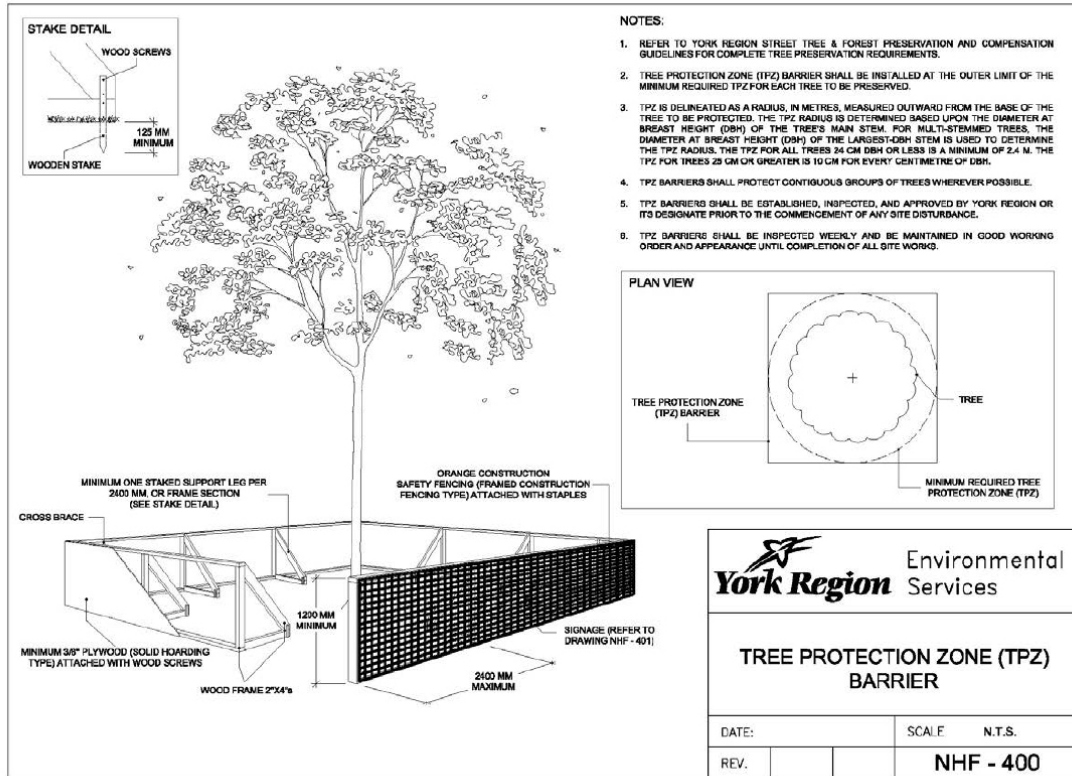 STAKE DETAIL
WOOD SCREWS
125 MM
MINIMUM
WOODEN STAKE
NOTES:
1. REFER TO YORK REGION STREET TREE & FOREST PRESERVATION AND COMPENSATION
GUIDELINES FOR COMPLETE TREE PRESERVATION REQUIREMENTS.
2. TREE PROTECTION ZONE (TPZ) BARRIER SHALL BE INSTALLED AT THE OUTER LIMIT OF THE
MINIMUM REQUIRED TPZ FOR EACH TREE TO BE PRESERVED.
3. TPZ IS DELINEATED AS A RADIUS, IN METRES, MEASURED OUTWARD FROM THE BASE OF THE
TREE TO BE PROTECTED. THE TPZ RADIUS IS DETERMINED BASED UPON THE DIAMETER AT
BREAST HEIGHT (DBH) OF THE TREE'S MAIN STEM. FOR MULTI-STEMMED TREES, THE
DIAMETER AT BREAST HEIGHT (DBH) OF THE LARGEST-DBH STEM IS USED TO DETERMINE
THE TPZ RADIUS. THE TPZ FOR ALL TREES 24 CM DBH OR LESS IS A MINIMUM OF 2.4 M. THE
TPZ FOR TREES 25 CM OR GREATER IS 10 CM FOR EVERY CENTIMETRE OF DBH.
4. TPZ BARRIERS SHALL PROTECT CONTIGUOUS GROUPS OF TREES WHEREVER POSSIBLE.
5. TPZ BARRIERS SHALL BE ESTABLISHED, INSPECTED, AND APPROVED BY YORK REGION OR
ITS DESIGNATE PRIOR TO THE COMMENCEMENT OF ANY SITE DISTURBANCE.
6. TPZ BARRIERS SHALL BE INSPECTED WEEKLY AND BE MAINTAINED IN GOOD WORKING
ORDER AND APPEARANCE UNTIL COMPLETION OF ALL SITE WORKS.
PLAN VIEW
TREE PROTECTION ZONE
(TPZ) BARRIER
TREE
MINIMUM REQUIRED TREE
PROTECTION ZONE (TPZ)
MINIMUM ONE STAKED SUPPORT LEG PER
2400 MM, OR FRAME SECTION
(SEE STAKE DETAIL)
CROSS BRACE
ORANGE CONSTRUCTION
SAFETY FENCING (FRAMED CONSTRUCTION
FENCING TYPE) ATTACHED WITH STAPLES
1200 MM
MINIMUM
SIGNAGE (REFER TO
DRAWING NHF - 401)
MINIMUM 3/8" PLYWOOD (SOLID HOARDING
TYPE) ATTACHED WITH WOOD SCREWS
2400 MM
MAXIMUM
WOOD FRAME 2"X4"s
York Region
Environmental
Services
TREE PROTECTION ZONE (TPZ)
BARRIER
DATE:
SCALE N.T.S.
REV.
NHF - 400